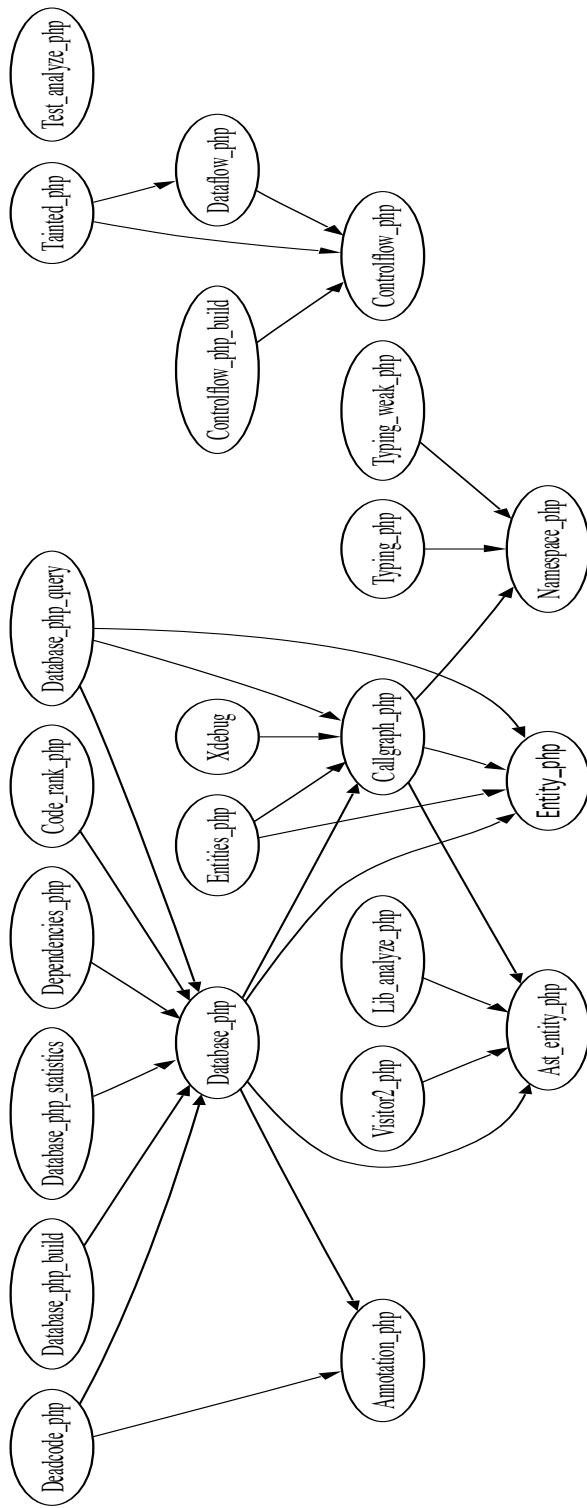 Deadcode_php
Database_php_build
Database_php_statistics
Dependencies_php
Code_rank_php
Database_php_query
Tainted_php
Test_analyze_php
Database_php
Entities_php
Xdebug
Controlflow_php_build
Dataflow_php
Annotation_php
Visitor2_php
Lib_analyze_php
Callgraph_php
Typing_php
Typing_weak_php
Controlflow_php
Ast_entity_php
Entity_php
Namespace_php